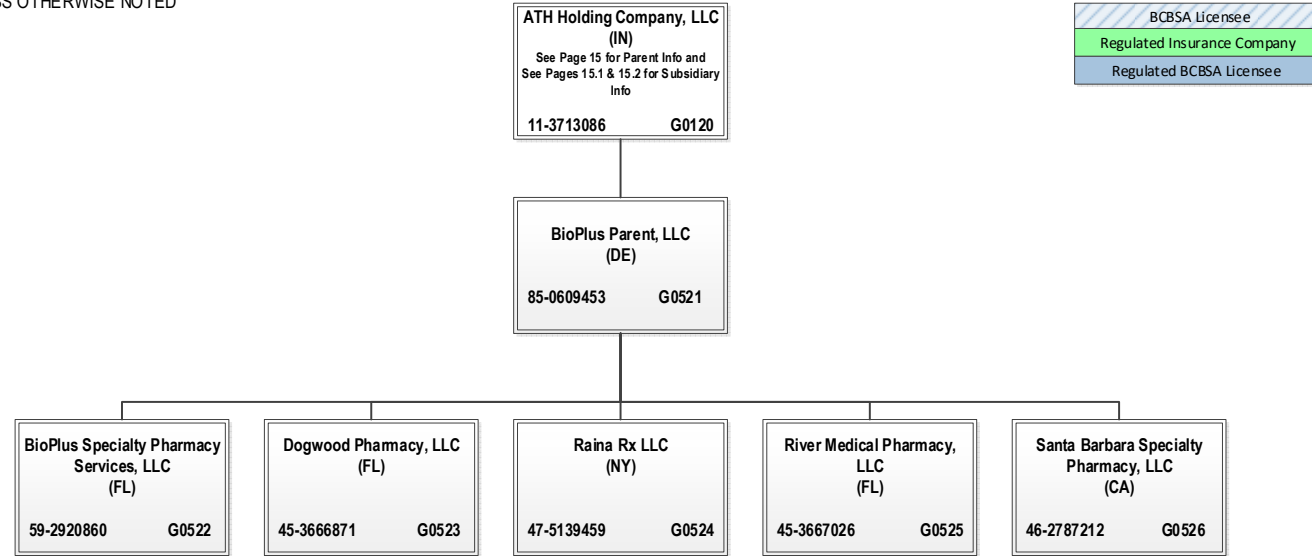 OTHERWISE NOTED
ATH Holding Company, LLC
(IN)
See Page 15 for Parent Info and
See Pages 15.1 & 15.2 for Subsidiary
Info
11-3713086 G0120
BCBSA Licensee
Regulated Insurance Company
Regulated BCBSA Licensee
BioPlus Parent, LLC
(DE)
85-0609453 G0521
BioPlus Specialty Pharmacy
Services, LLC
(FL)
59-2920860 G0522
Dogwood Pharmacy, LLC
(FL)
45-3666871 G0523
Raina Rx LLC
(NY)
47-5139459 G0524
River Medical Pharmacy,
LLC
(FL)
45-3667026 G0525
Santa Barbara Specialty
Pharmacy, LLC
(CA)
46-2787212 G0526